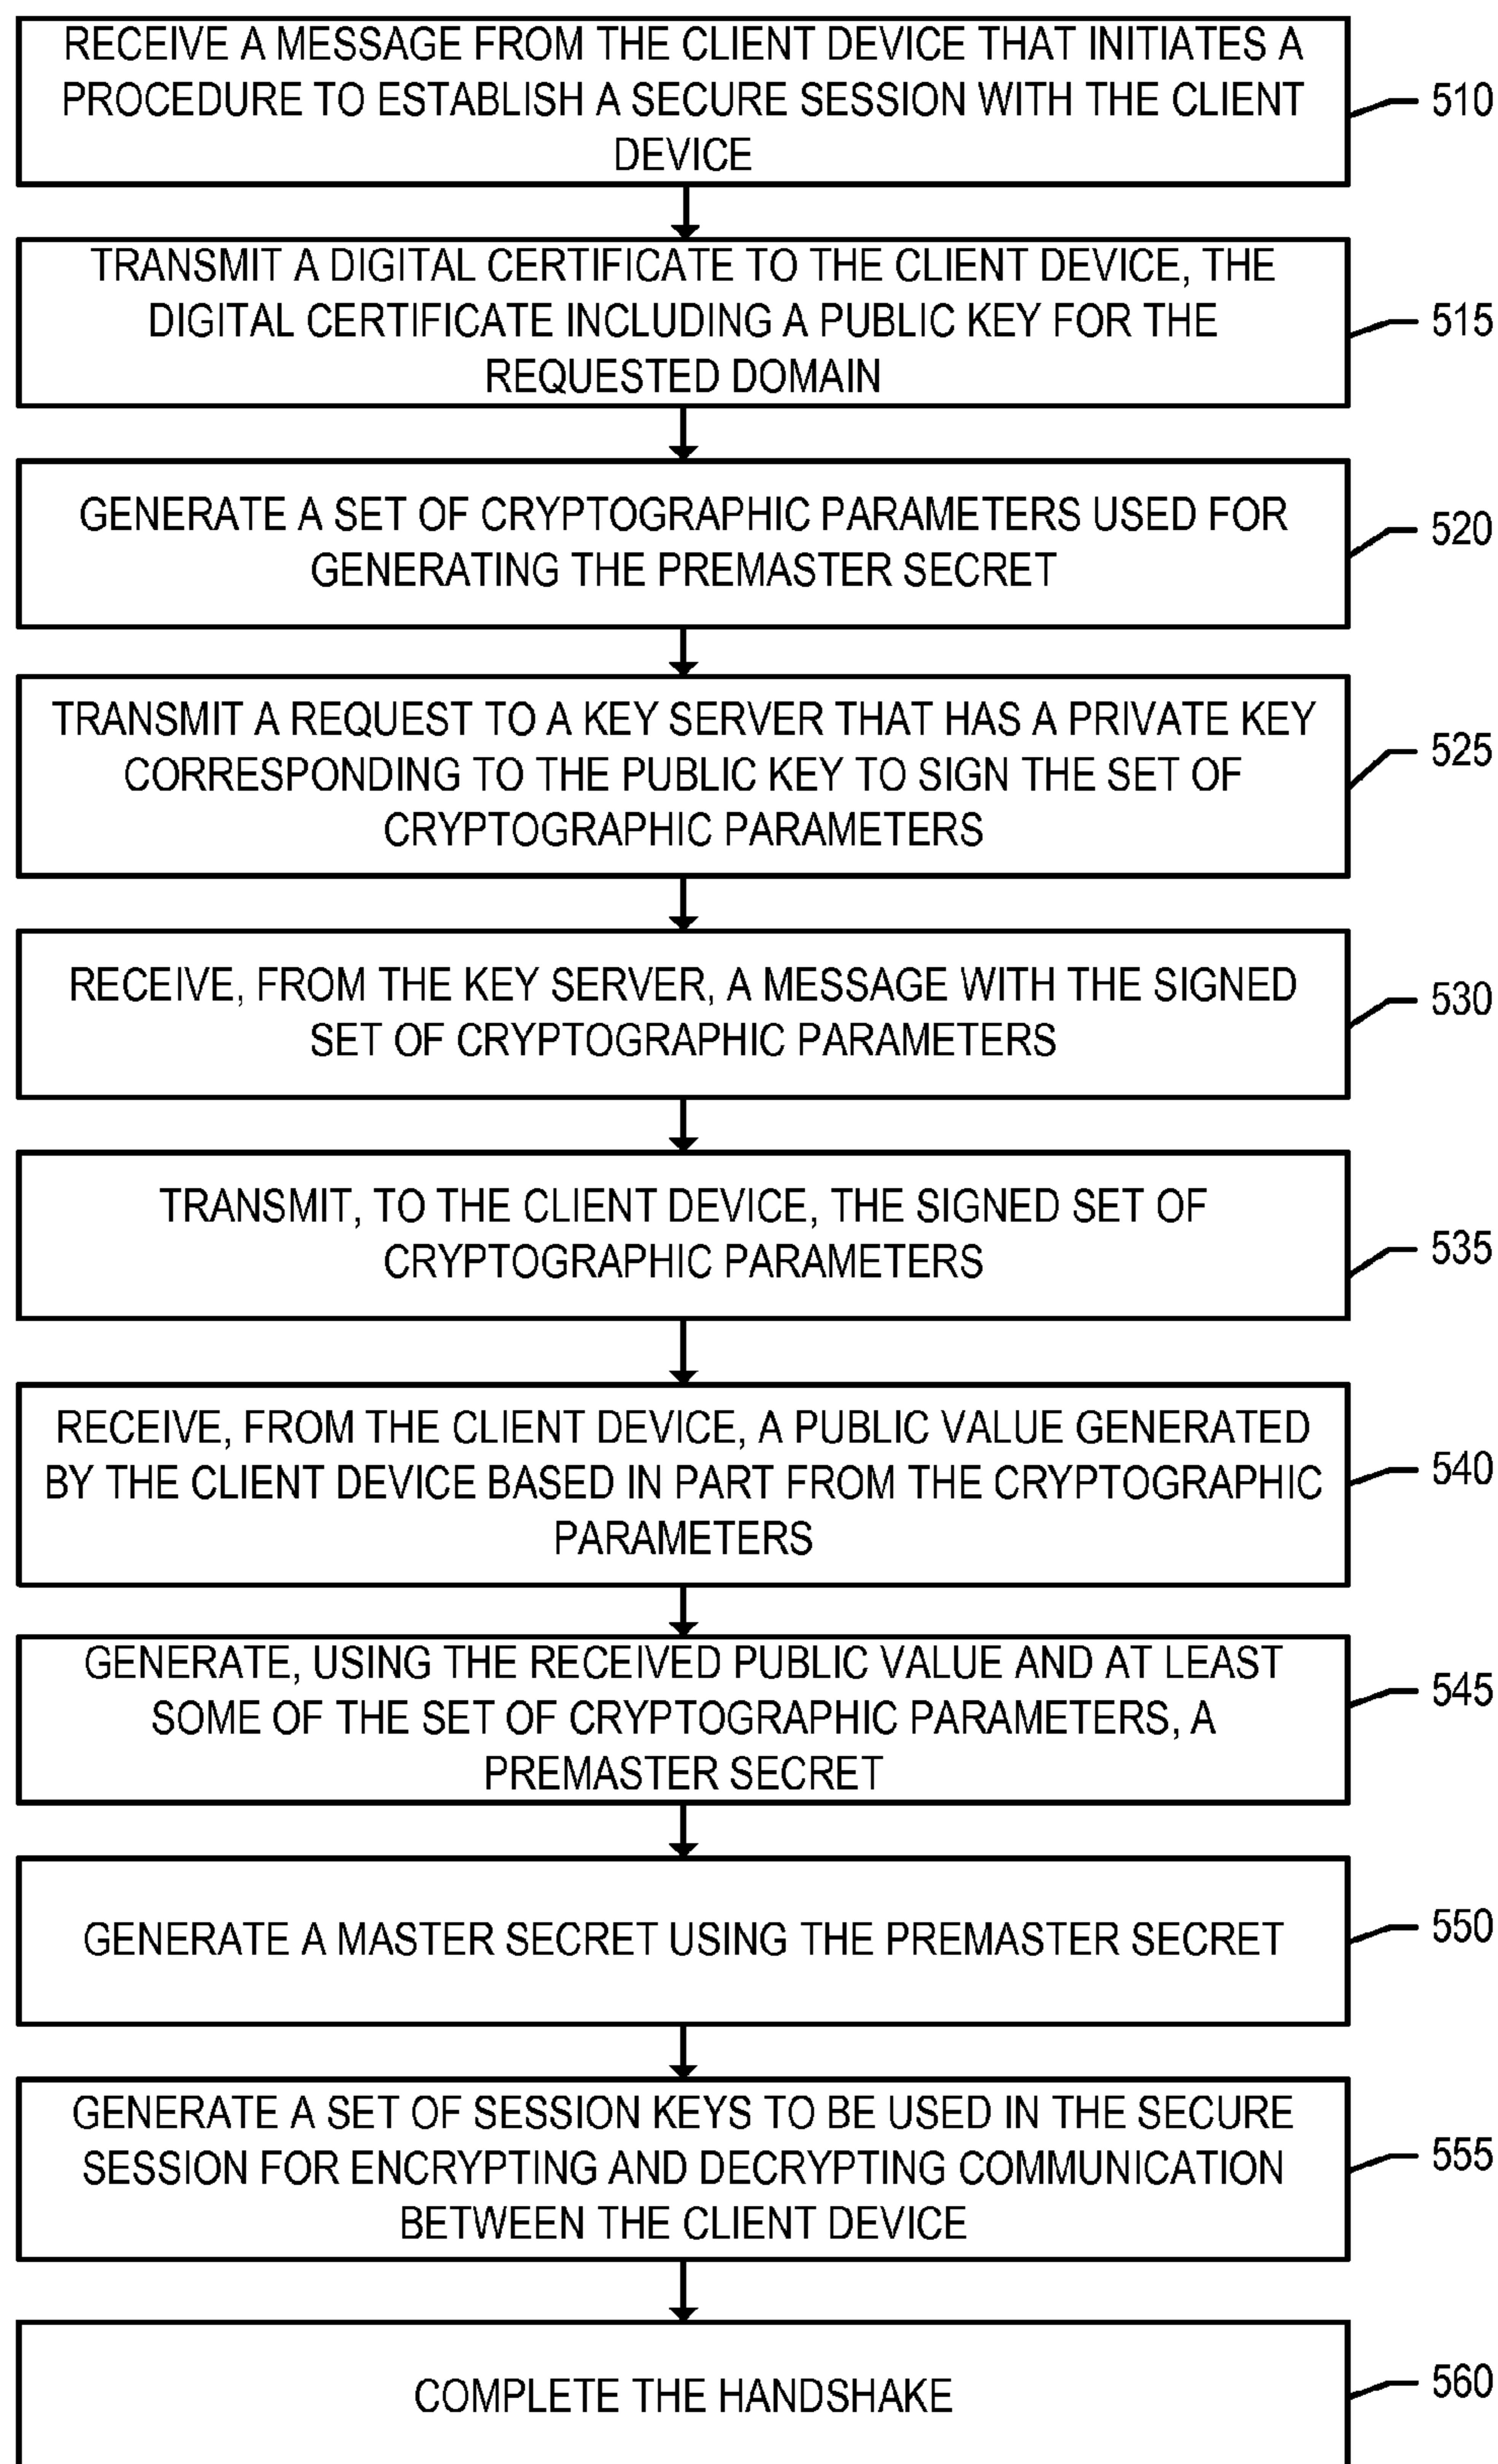 RECEIVE A MESSAGE FROM THE CLIENT DEVICE THAT INITIATES A
PROCEDURE TO ESTABLISH A SECURE SESSION WITH THE CLIENT
DEVICE
510
TRANSMIT A DIGITAL CERTIFICATE TO THE CLIENT DEVICE, THE
DIGITAL CERTIFICATE INCLUDING A PUBLIC KEY FOR THE
REQUESTED DOMAIN
515
GENERATE A SET OF CRYPTOGRAPHIC PARAMETERS USED FOR
GENERATING THE PREMASTER SECRET
520
TRANSMIT A REQUEST TO A KEY SERVER THAT HAS A PRIVATE KEY
CORRESPONDING TO THE PUBLIC KEY TO SIGN THE SET OF
CRYPTOGRAPHIC PARAMETERS
525
RECEIVE, FROM THE KEY SERVER, A MESSAGE WITH THE SIGNED
SET OF CRYPTOGRAPHIC PARAMETERS
530
TRANSMIT, TO THE CLIENT DEVICE, THE SIGNED SET OF
CRYPTOGRAPHIC PARAMETERS
535
RECEIVE, FROM THE CLIENT DEVICE, A PUBLIC VALUE GENERATED
BY THE CLIENT DEVICE BASED IN PART FROM THE CRYPTOGRAPHIC
PARAMETERS
540
GENERATE, USING THE RECEIVED PUBLIC VALUE AND AT LEAST
SOME OF THE SET OF CRYPTOGRAPHIC PARAMETERS, A
PREMASTER SECRET
545
GENERATE A MASTER SECRET USING THE PREMASTER SECRET
550
GENERATE A SET OF SESSION KEYS TO BE USED IN THE SECURE
SESSION FOR ENCRYPTING AND DECRYPTING COMMUNICATION
BETWEEN THE CLIENT DEVICE
555
COMPLETE THE HANDSHAKE
560